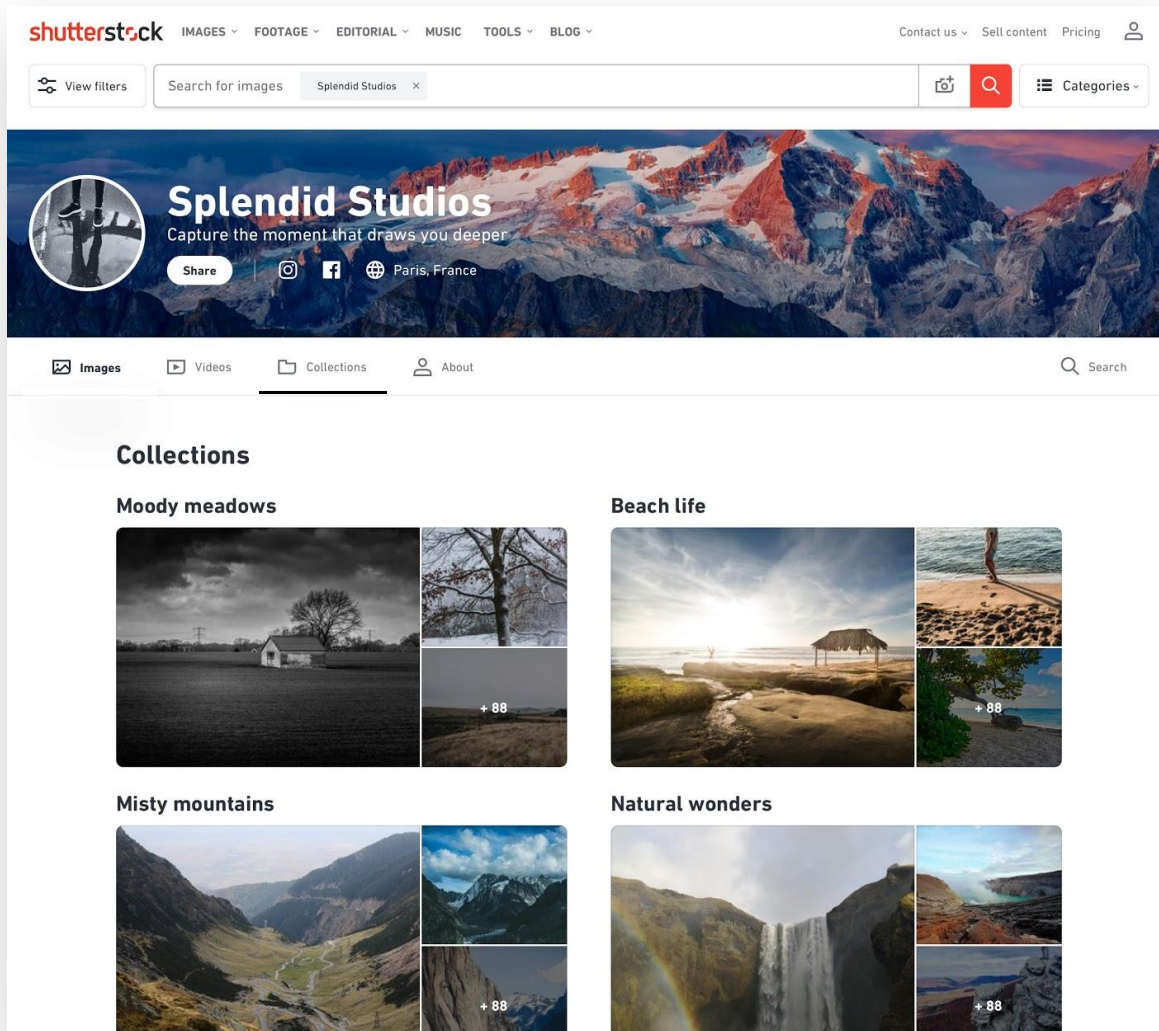 shutterstock IMAGES FOOTAGE EDITORIAL MUSIC TOOLS BLOG Contact us Sell content Pricing
View filters Search for images Splendid Studios × Categories
Splendid Studios
Capture the moment that draws you deeper
Share Paris, France
Images Videos Collections About Search
Collections
Moody meadows Beach life
+ 88 + 88
Misty mountains Natural wonders
+ 88 + 88